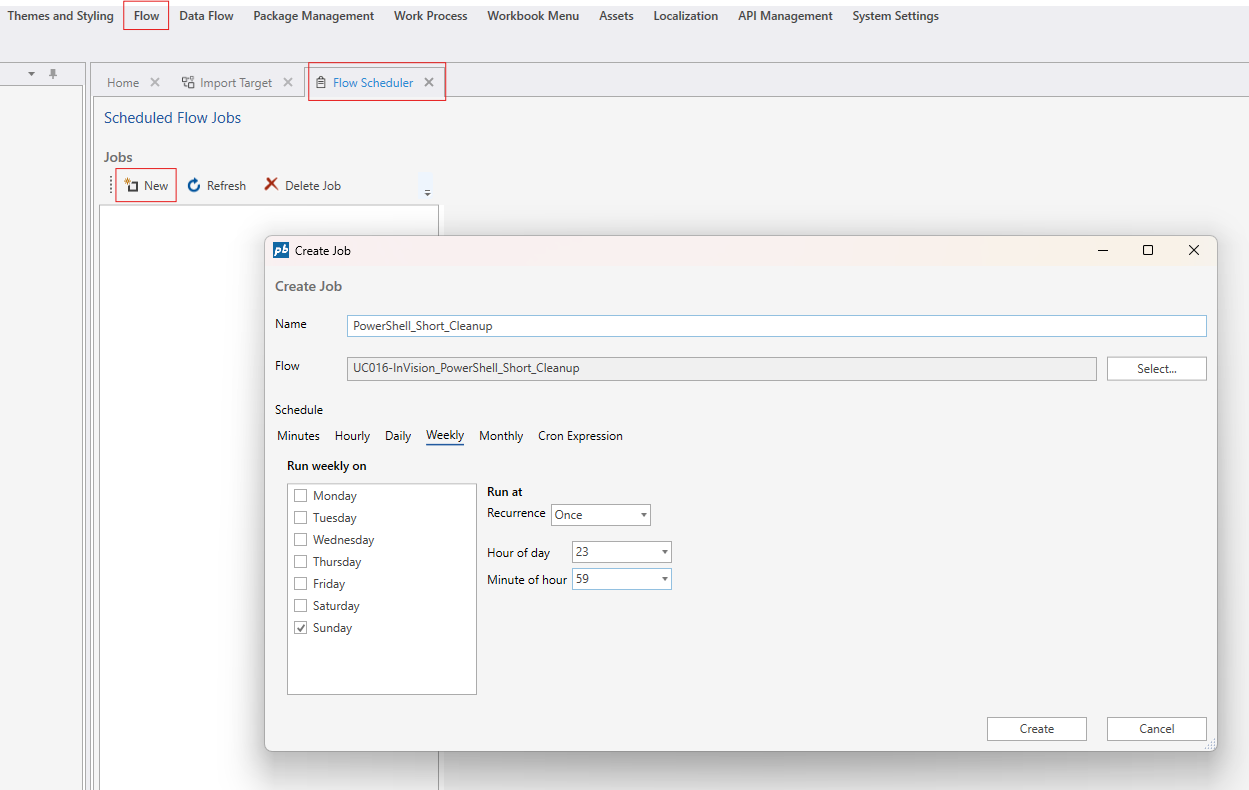 Themes and Styling Flow Data Flow Package Management Work Process Workbook Menu Assets Localization API Management System Settings
Home Import Target Flow Scheduler
Scheduled Flow Jobs
Jobs
New Refresh Delete Job
pb Create Job
Create Job
Name PowerShell_Short_Cleanup
Flow UC016-InVision_PowerShell_Short_Cleanup Select...
Schedule
Minutes Hourly Daily Weekly Monthly Cron Expression
Run weekly on
Monday
Tuesday
Wednesday
Thursday
Friday
Saturday
Sunday
Run at
Recurrence Once
Hour of day 23
Minute of hour 59
Create Cancel